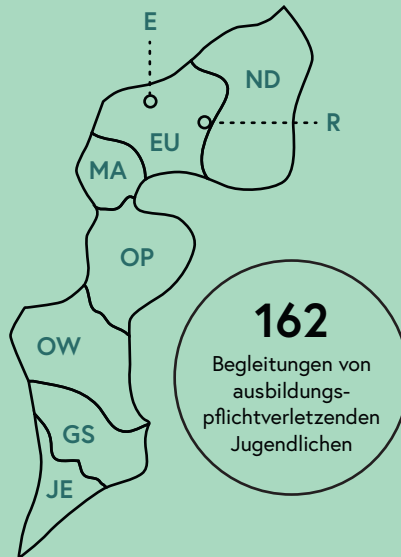 E
ND
R
EU
MA
OP
OW
GS
JE
162
Begleitungen von
ausbildungs-
pflichtverletzenden
Jugendlichen